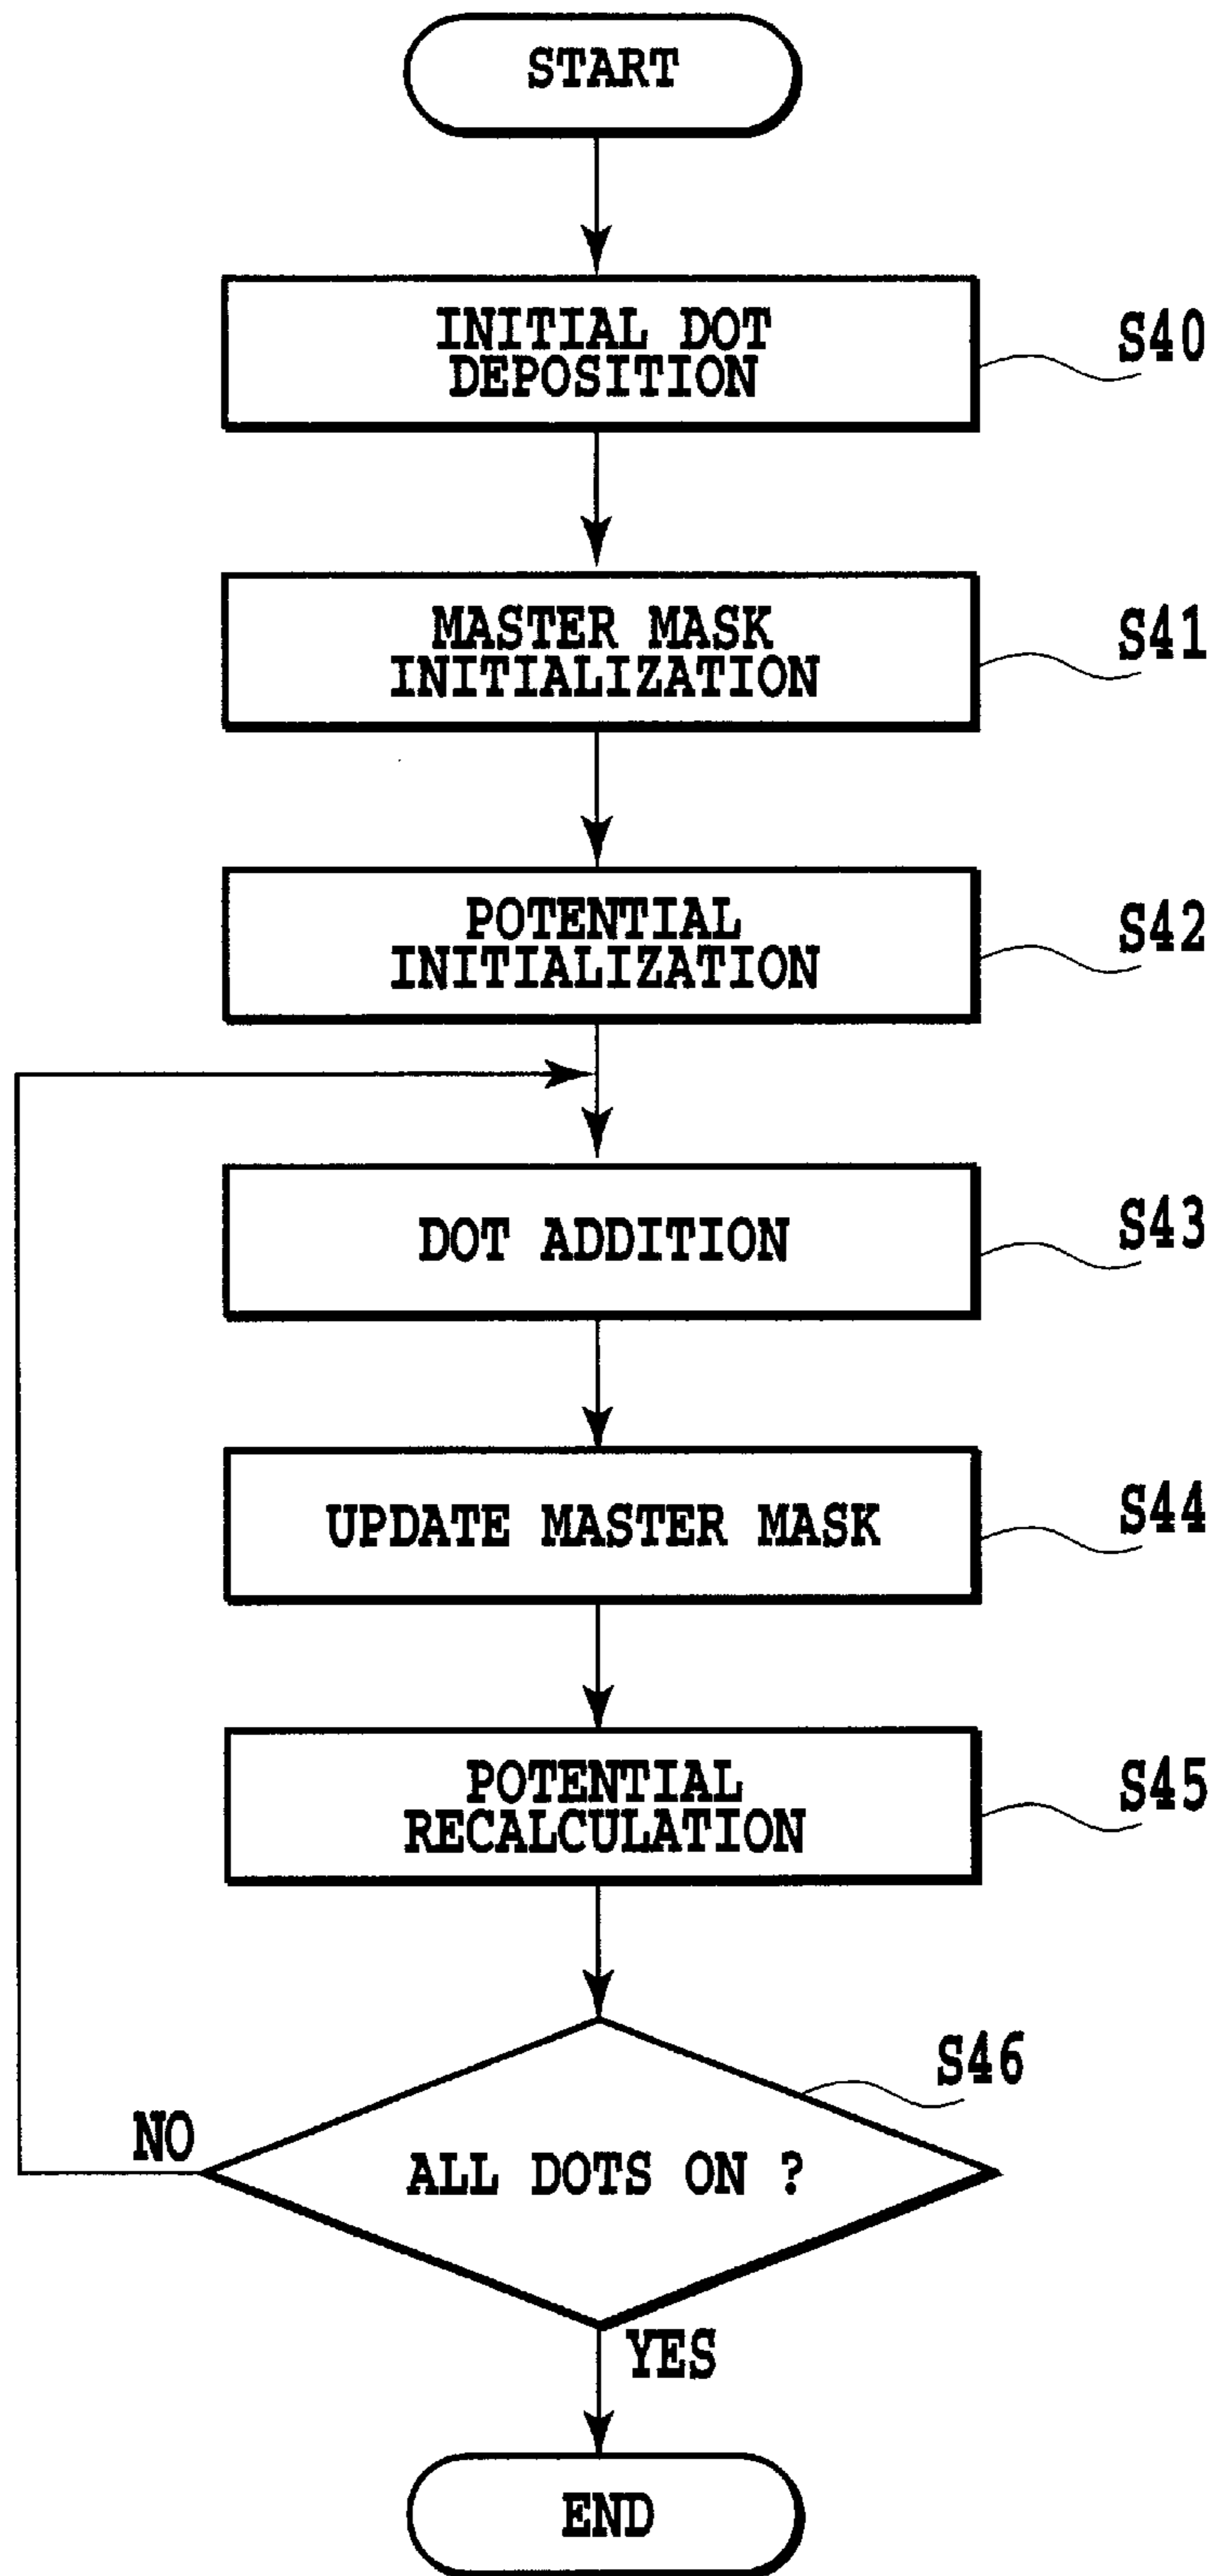 START
INITIAL DOT
DEPOSITION
S40
MASTER MASK
INITIALIZATION
S41
POTENTIAL
INITIALIZATION
S42
DOT ADDITION
S43
UPDATE MASTER MASK
S44
POTENTIAL
RECALCULATION
S45
S46
NO
ALL DOTS ON ?
YES
END